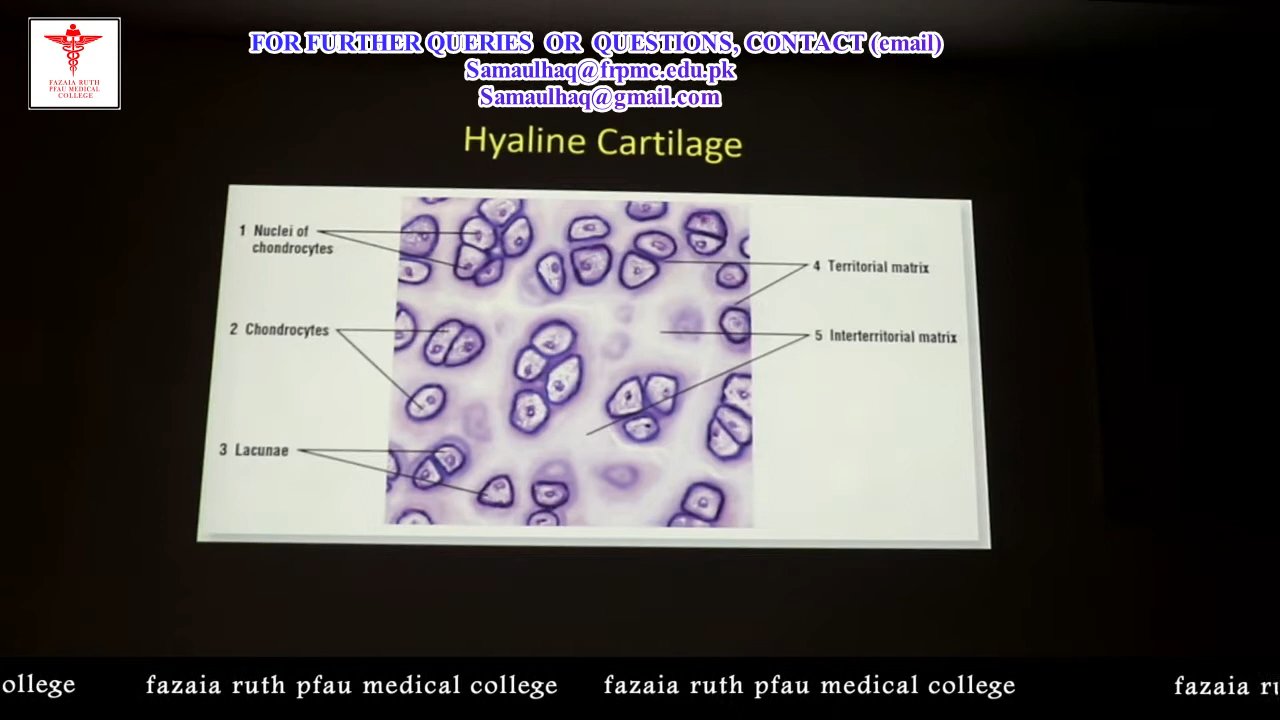 FAZAIA RUTH
PFAU MEDICAL
COLLEGE
FOR FURTHER QUERIES OR QUESTIONS, CONTACT (email)
Samaulhaq@frpmc.edu.pk
Samaulhaq@gmail.com
Hyaline Cartilage
1 Nuclei of
chondrocytes
2 Chondrocytes
3 Lacunae
4 Territorial matrix
5 Interterritorial matrix
ollege fazaia ruth pfau medical college fazaia ruth pfau medical college fazaia